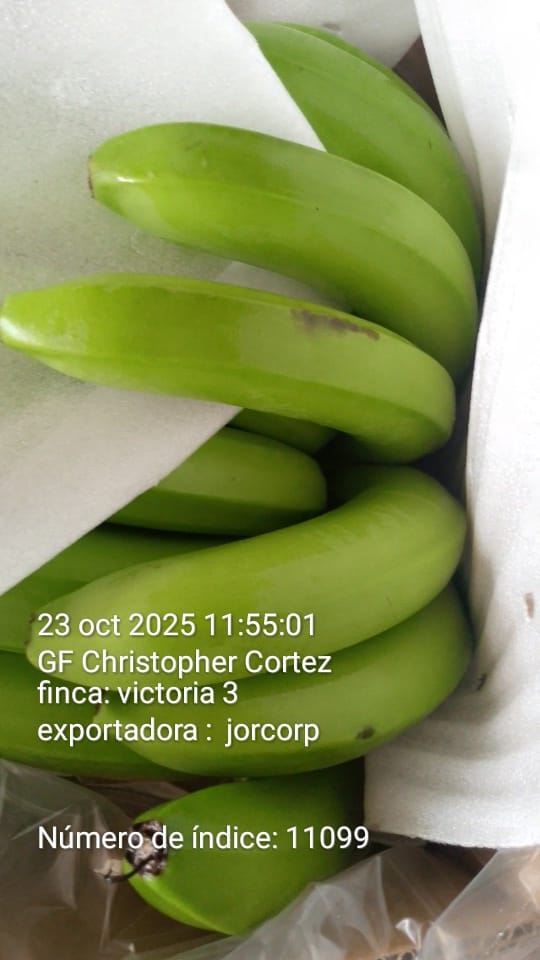 23 oct 2025 11:55:01
GF Christopher Cortez
finca: victoria 3
exportadora :  jorcorp
Número de índice: 11099